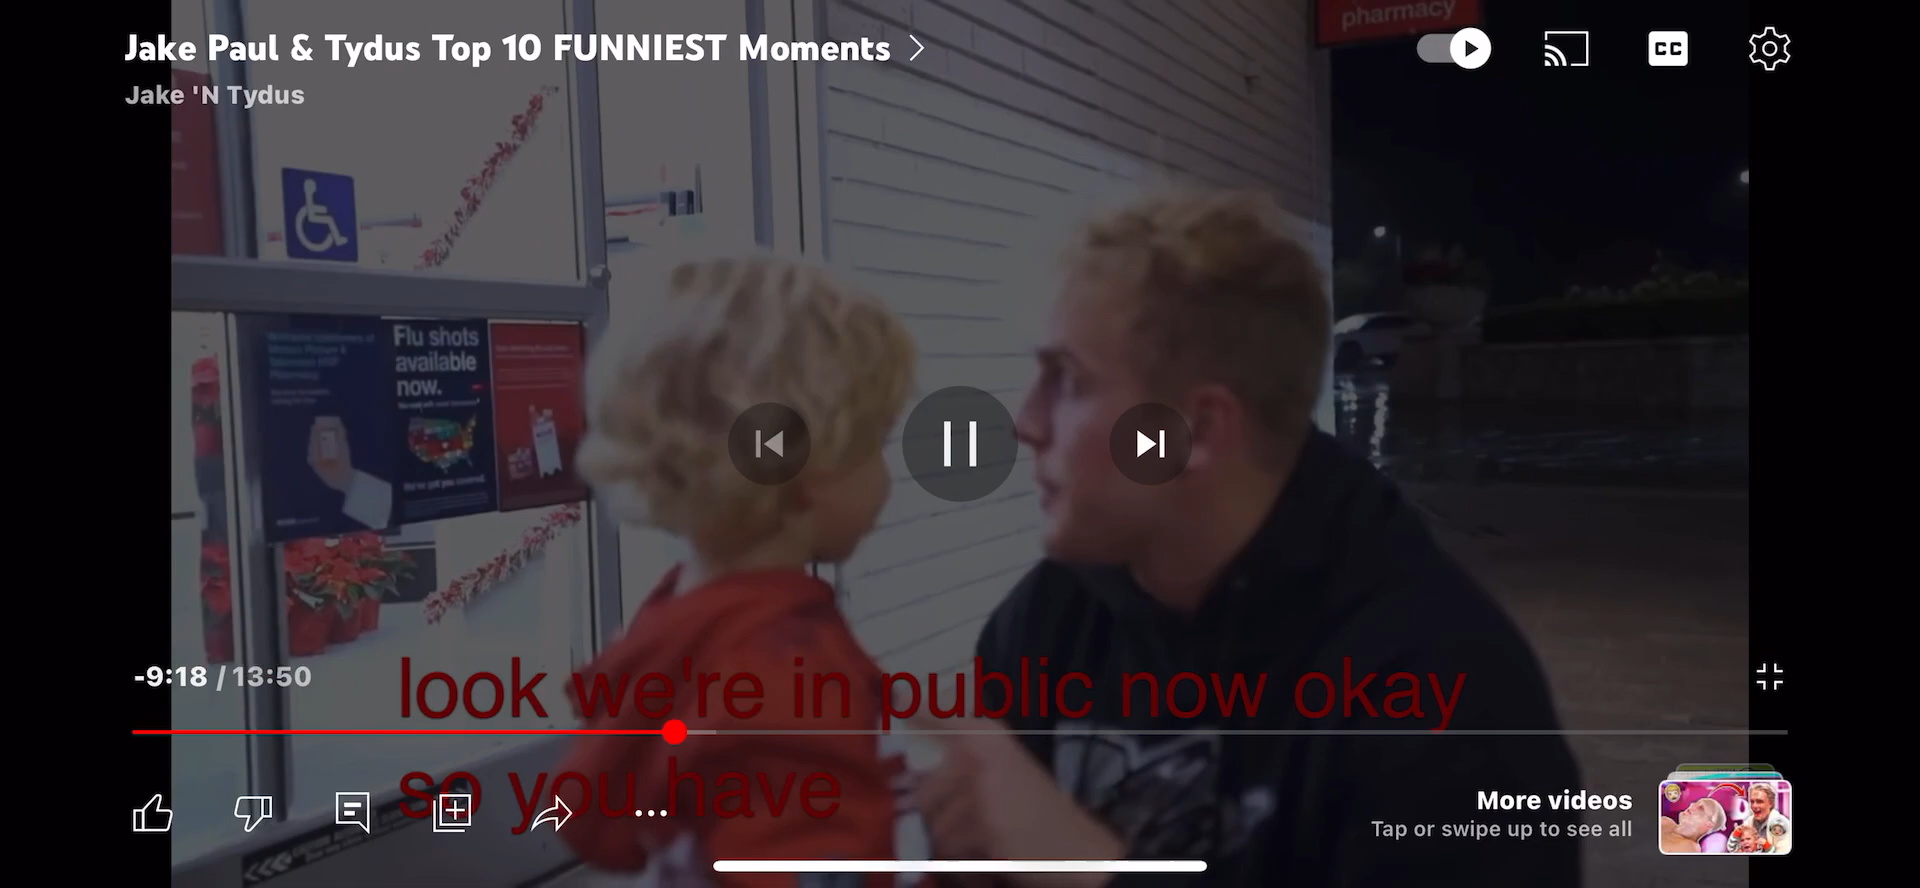 pharmacy
Jake Paul & Tydus Top 10 FUNNIEST Moments
CC
Jake 'N Tydus
Flu shots
available
now.
-9:18 / 13:50
look we're in public now okay
so you have
More videos
Tap or swipe up to see all